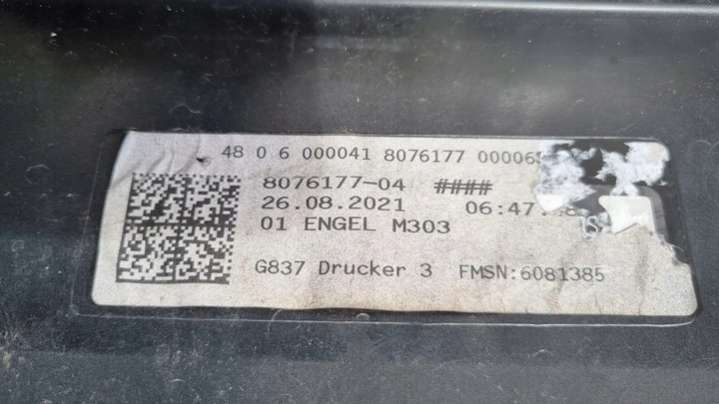 48 0 6 000041 8076177
8076177-04 ####
26.08.2021 06:47
01 ENGEL M303
G837 Drucker 3 FMSN:6081385